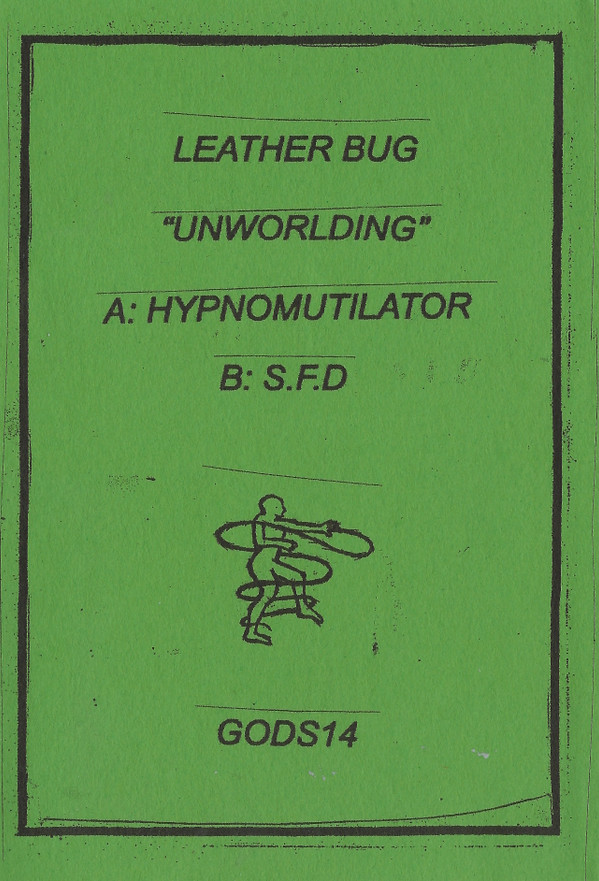 LEATHER BUG
“UNWORLDING”
A: HYPNOMUTILATOR
B: S.F.D
GODS14